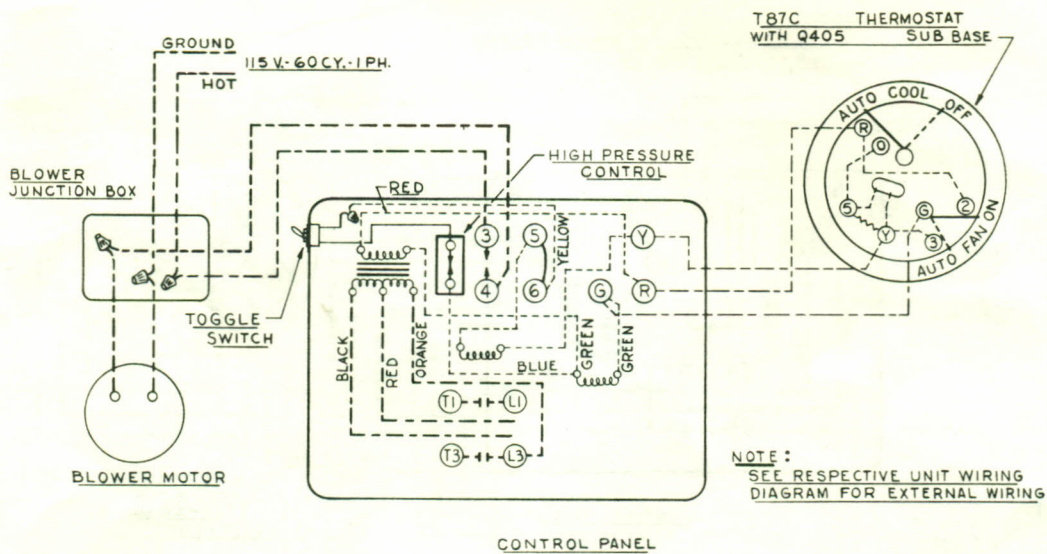 T87C THERMOSTAT
WITH Q405 SUB BASE
GROUND
115 V.-60 CY.-1 PH.
HOT
AUTO COOL OFF
R
O
5
Y
G
2
3
AUTO FAN ON
BLOWER
JUNCTION BOX
HIGH PRESSURE
CONTROL
RED
3
5
YELLOW
Y
4
6
G
R
TOGGLE
SWITCH
BLACK
RED
ORANGE
BLUE
GREEN
GREEN
T1
L1
T3
L3
BLOWER MOTOR
NOTE:
SEE RESPECTIVE UNIT WIRING
DIAGRAM FOR EXTERNAL WIRING
CONTROL PANEL